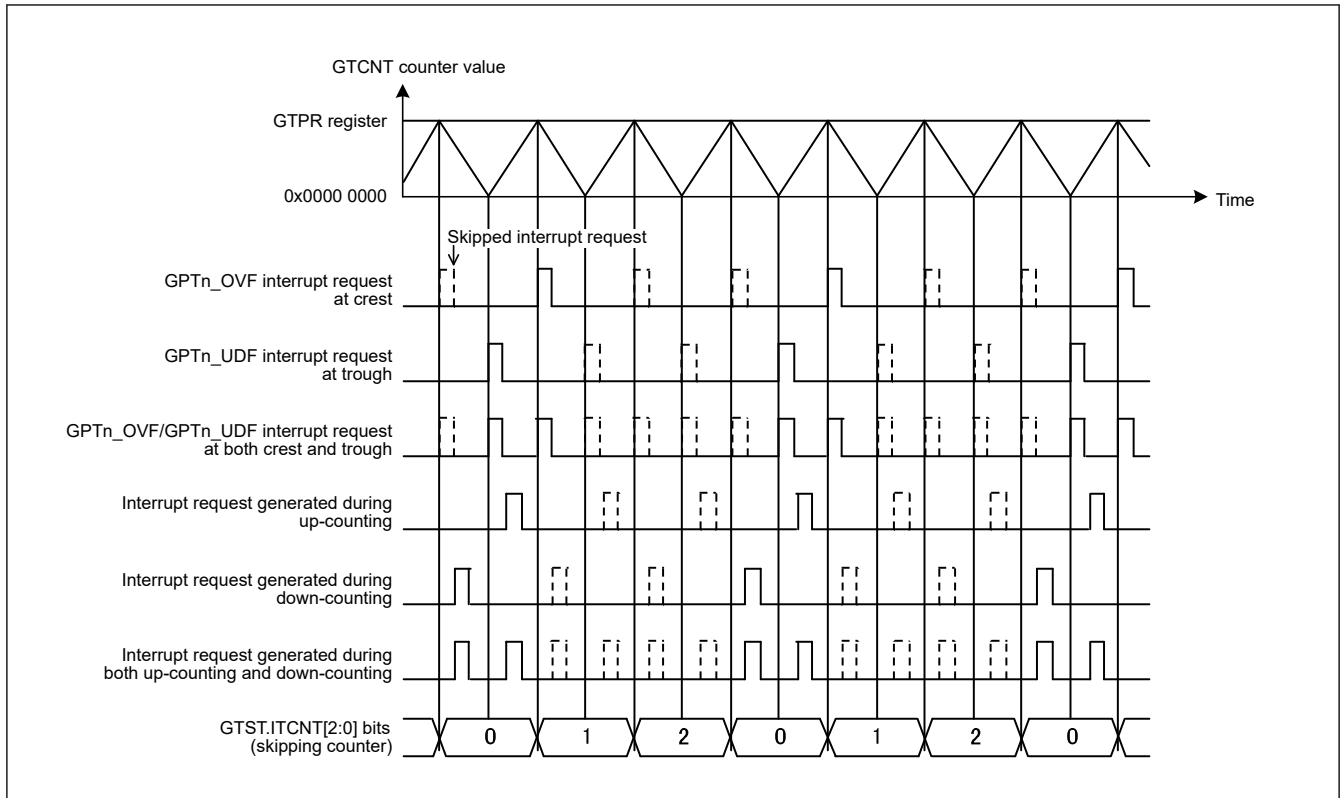 GTCNT counter value
GTPR register
0x0000 0000
Time
Skipped interrupt request
GPTn_OVF interrupt request
at crest
GPTn_UDF interrupt request
at trough
GPTn_OVF/GPTn_UDF interrupt request
at both crest and trough
Interrupt request generated during
up-counting
Interrupt request generated during
down-counting
Interrupt request generated during
both up-counting and down-counting
GTST.ITCNT[2:0] bits
(skipping counter)
0 1 2 0 1 2 0